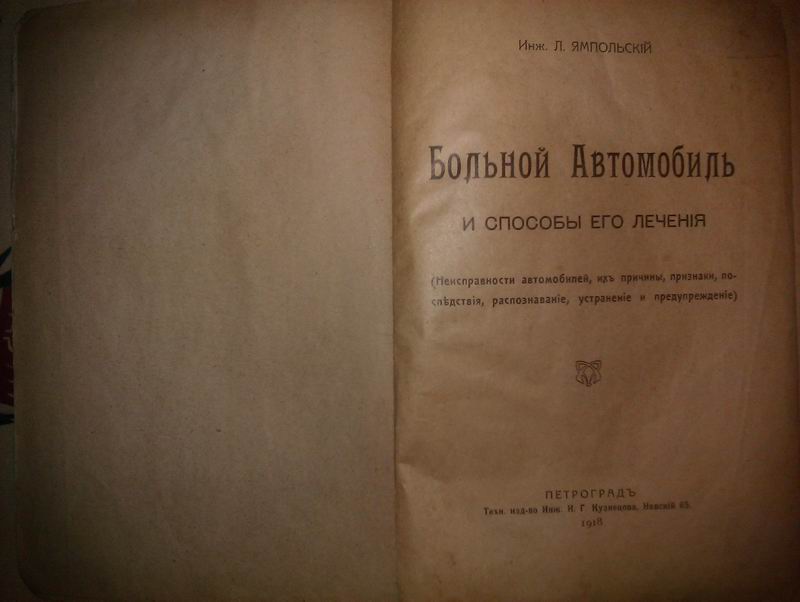 Инж. Л. ЯМПОЛЬСКІЙ
Больной Автомобиль
И СПОСОБЫ ЕГО ЛЕЧЕНІЯ
(Неисправности автомобилей, ихъ причины, признаки, по-
слѣдствія, распознаваніе, устраненіе и предупрежденіе)
ПЕТРОГРАДЪ
Техн. изд-во Инж. Н. Г. Кузнецова, Невскій 65.
1918